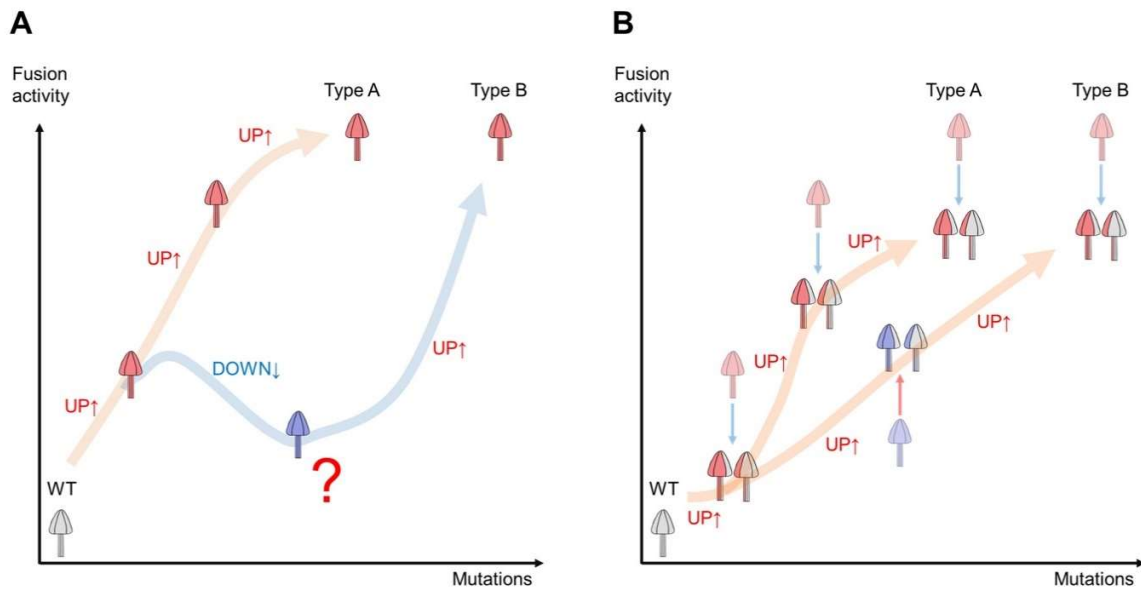 A
Fusion
activity
Type A
Type B
UP↑
UP↑
UP↑
DOWN↓
UP↑
?
WT
Mutations
B
Fusion
activity
Type A
Type B
UP↑
UP↑
UP↑
UP↑
UP↑
WT
Mutations